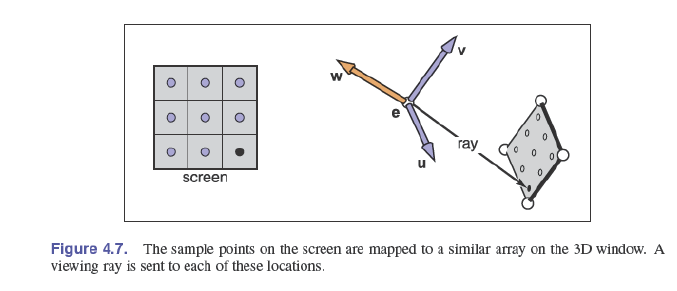 w
v
e
ray
u
screen
Figure 4.7. The sample points on the screen are mapped to a similar array on the 3D window. A
viewing ray is sent to each of these locations.